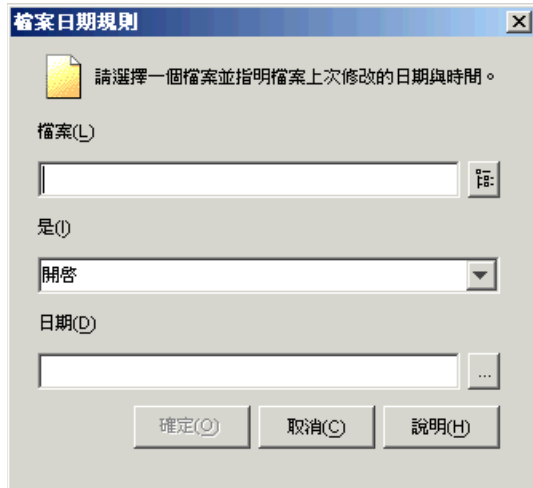 檔案日期規則
請選擇一個檔案並指明檔案上次修改的日期與時間。
檔案(L)
是(I)
開啓
日期(D)
...
確定(O) 取消(C) 說明(H)